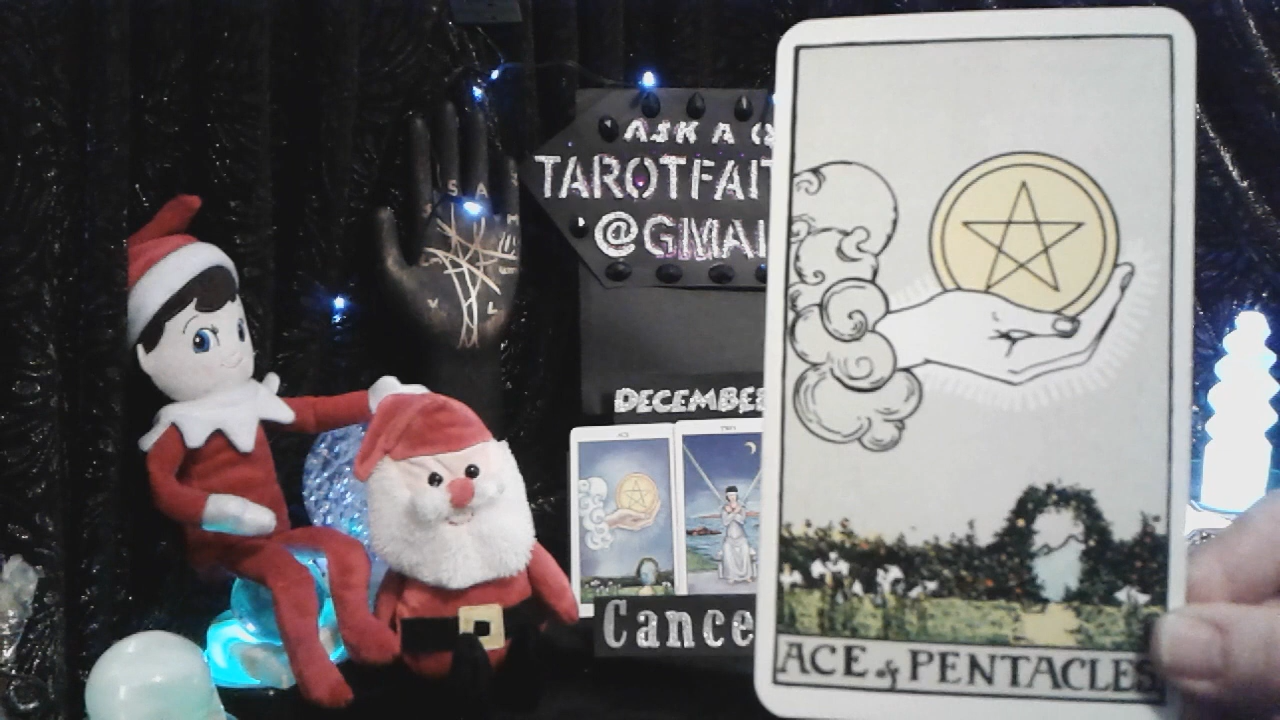 ASK A Q
TAROTFAIT
@GMAI
DECEMBE
Cance
ACE of PENTACLES